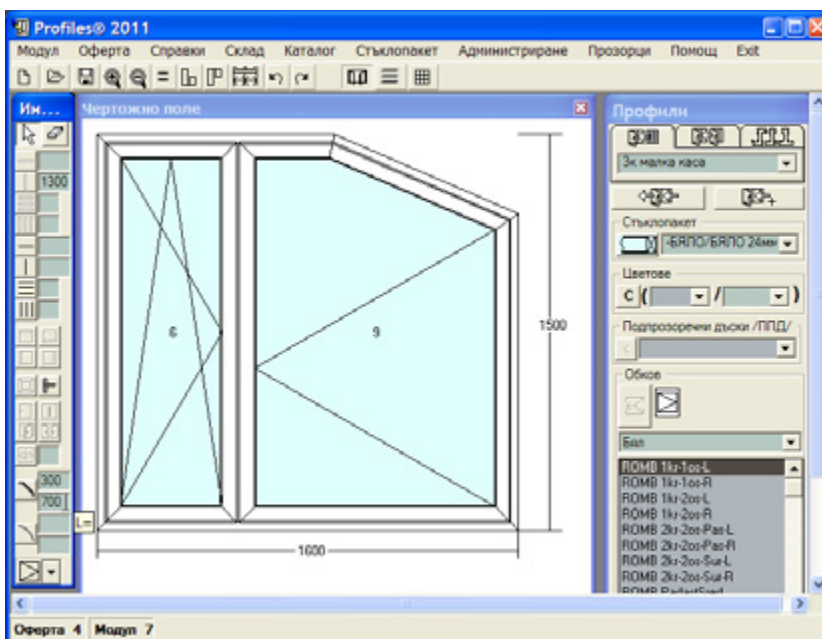 Profiles® 2011
Модул Оферта Справки Склад Каталог Стъклопакет Администриране Прозорци Помощ Exit
Ин...
Чертожно поле
Профили
3к малка каса
1300
Стъклопакет
-БЯЛО/БЯЛО 24мм
Цветове
C ( / )
Подпрозоречни дъски /ППД/
<
Обков
Бял
ROMB 1kr-1os-L
ROMB 1kr-1os-R
ROMB 1kr-2os-L
ROMB 1kr-2os-R
ROMB 2kr-2os-Pas-L
ROMB 2kr-2os-Pas-R
ROMB 2kr-2os-Sur-L
ROMB 2kr-2os-Sur-R
6
9
1500
300
700
L=
1600
Оферта 4 Модул 7